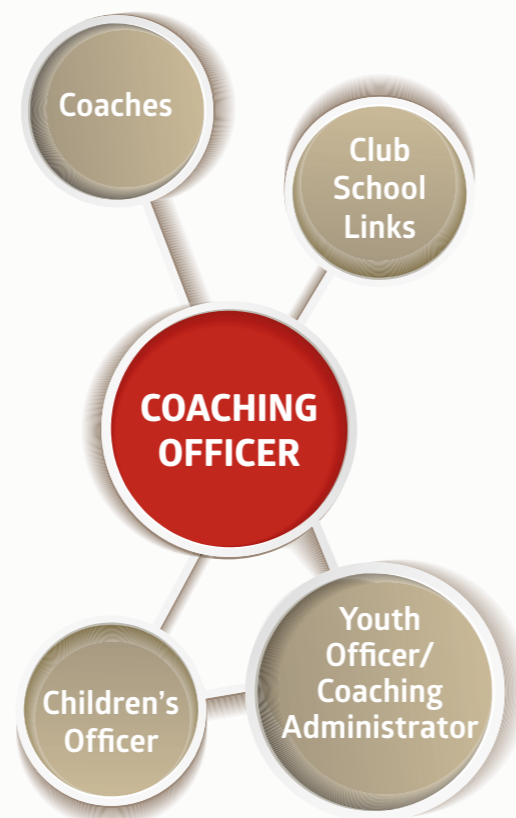 Coaches
Club
School
Links
COACHING
OFFICER
Youth
Officer/
Coaching
Administrator
Children’s
Officer